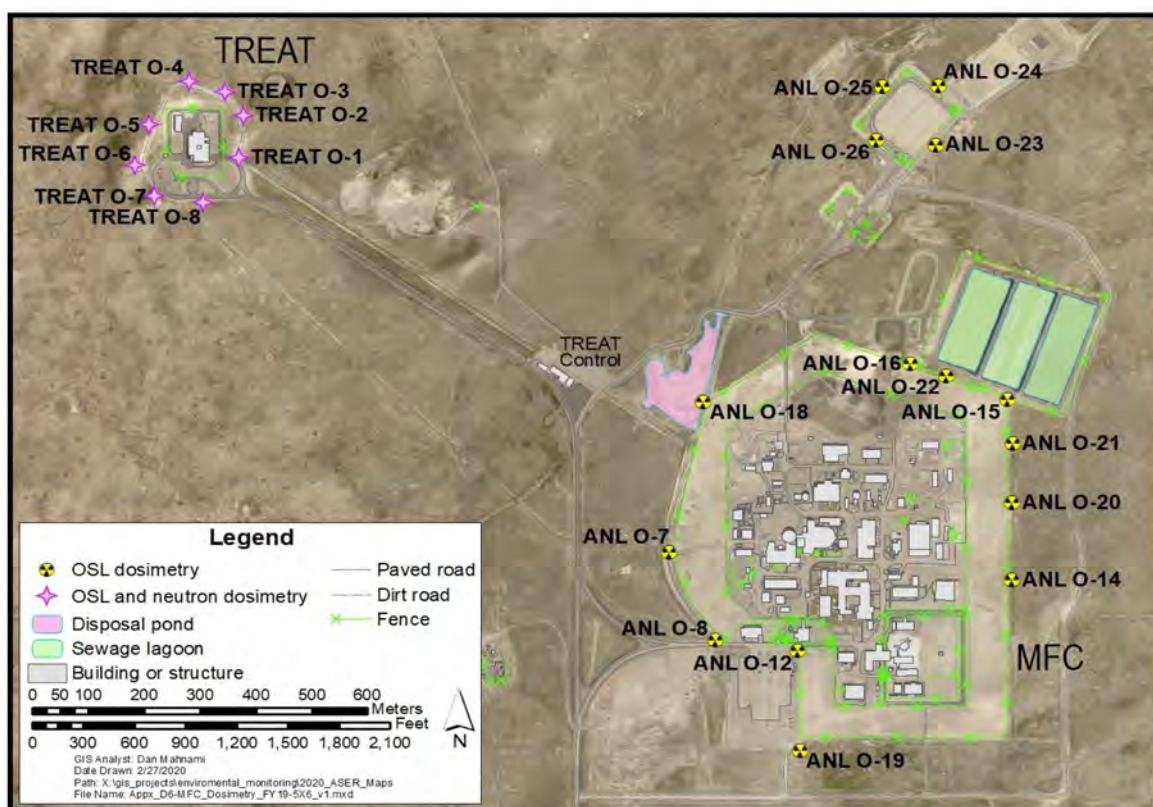 TREAT
TREAT O-4
TREAT O-3
TREAT O-2
TREAT O-5
TREAT O-6
TREAT O-1
TREAT O-7
TREAT O-8
ANL O-25
ANL O-24
ANL O-26
ANL O-23
TREAT
Control
ANL O-16
ANL O-22
ANL O-18
ANL O-15
ANL O-21
ANL O-20
ANL O-7
ANL O-14
ANL O-8
ANL O-12
MFC
ANL O-19
Legend
OSL dosimetry
OSL and neutron dosimetry
Disposal pond
Sewage lagoon
Building or structure
Paved road
Dirt road
Fence
0 50 100 200 300 400 500 600
Meters
Feet
0 300 600 900 1,200 1,500 1,800 2,100
N
GIS Analyst: Dan Mahnami
Date Drawn: 2/27/2020
Path: X:\gis_projects\enviromental_monitoring\2020_ASER_Maps
File Name: Appx_D6-MFC_Dosimetry_FY19-5X6_v1.mxd